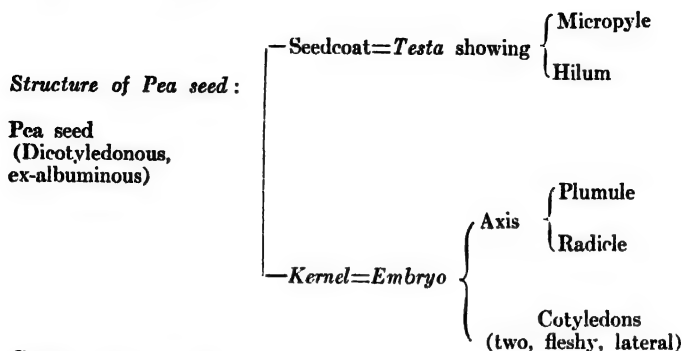 Micropyle
Seedcoat=Testa showing
Hilum
Structure of Pea seed:
Pea seed
(Dicotyledonous,
ex-albuminous)
Plumule
Axis
Radicle
Kernel=Embryo
Cotyledons
(two, fleshy, lateral)